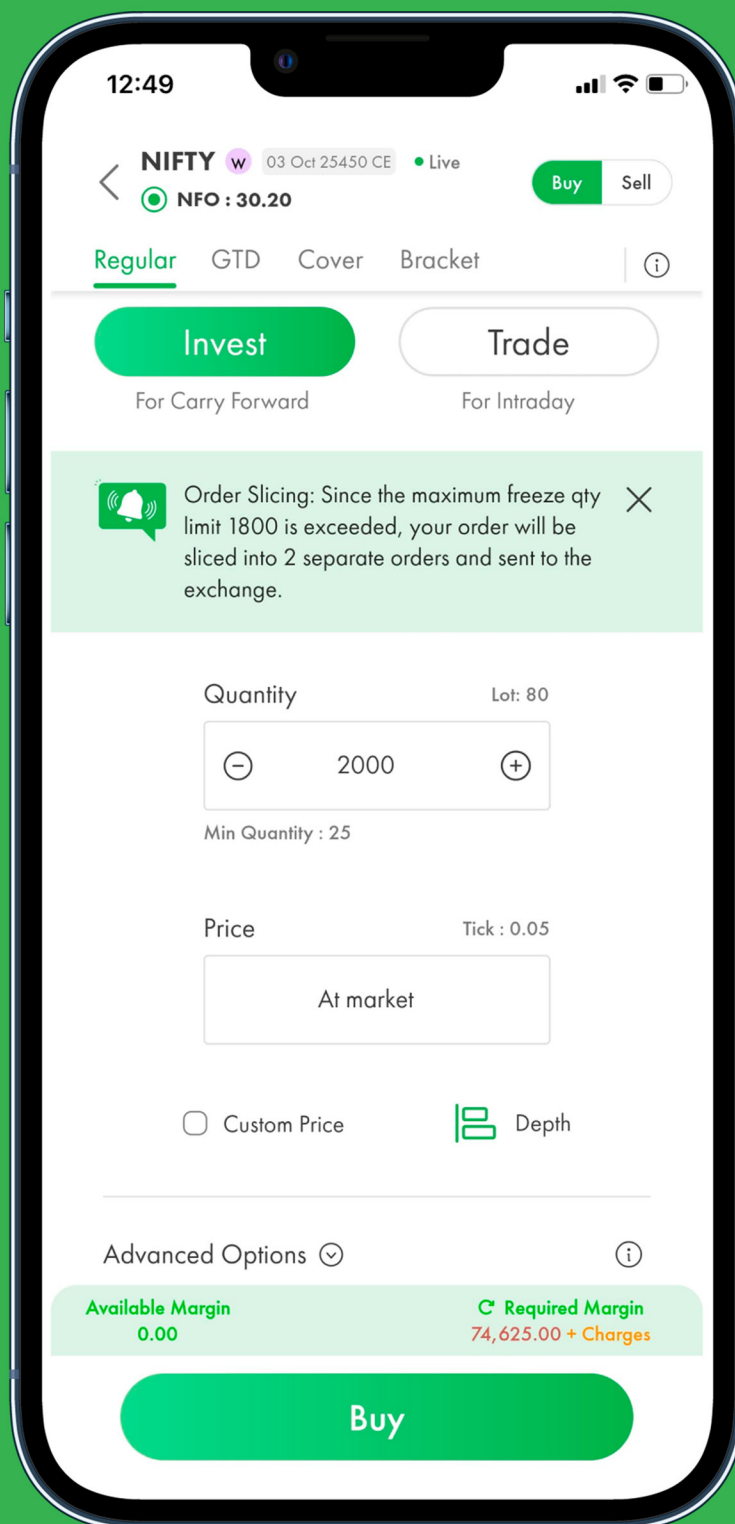 12:49
NIFTY W 03 Oct 25450 CE • Live
NFO : 30.20
Buy Sell
Regular GTD Cover Bracket
Invest Trade
For Carry Forward For Intraday
Order Slicing: Since the maximum freeze qty
limit 1800 is exceeded, your order will be
sliced into 2 separate orders and sent to the
exchange.
Quantity Lot: 80
2000
Min Quantity : 25
Price Tick : 0.05
At market
Custom Price Depth
Advanced Options
Available Margin Required Margin
0.00 74,625.00 + Charges
Buy